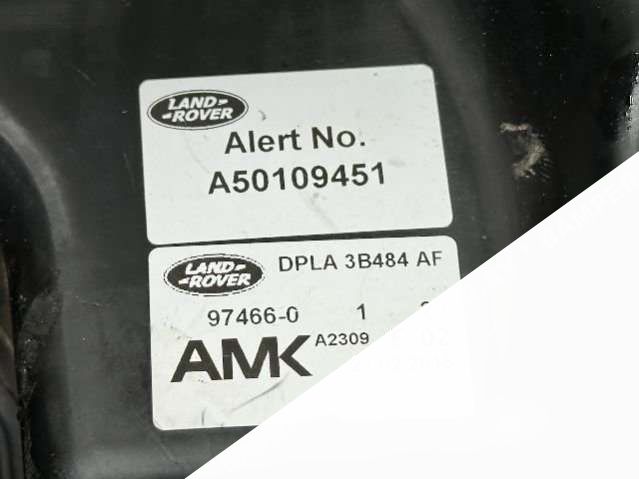 LAND-
-ROVER
Alert No.
A50109451
LAND-
-ROVER
DPLA 3B484 AF
97466-0 1
AMK A2309